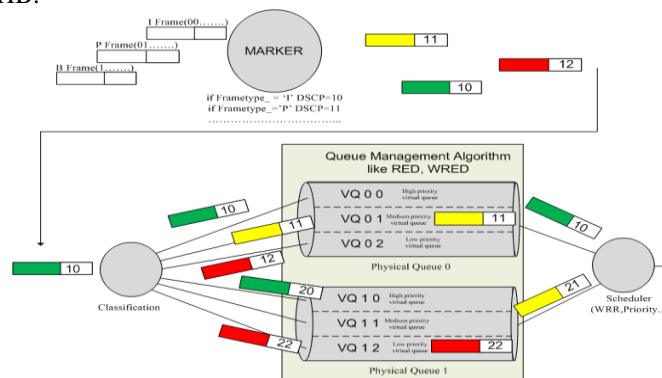 I Frame(00.......)
P Frame(01.......)
B Frame(1.......)
MARKER
11
12
10
if Frametype_ = 'I' DSCP=10
if Frametype_='P' DSCP=11
Queue Management Algorithm
like RED, WRED
VQ 0 0 High priority
virtual queue
VQ 0 1 Medium priority
virtual queue
11
VQ 0 2 Low priority
virtual queue
Physical Queue 0
10
11
12
20
22
10
Classification
VQ 1 0 High priority
virtual queue
VQ 1 1 Medium priority
virtual queue
VQ 1 2 Low priority
virtual queue
22
Physical Queue 1
10
21
Scheduler
(WRR,Priority..